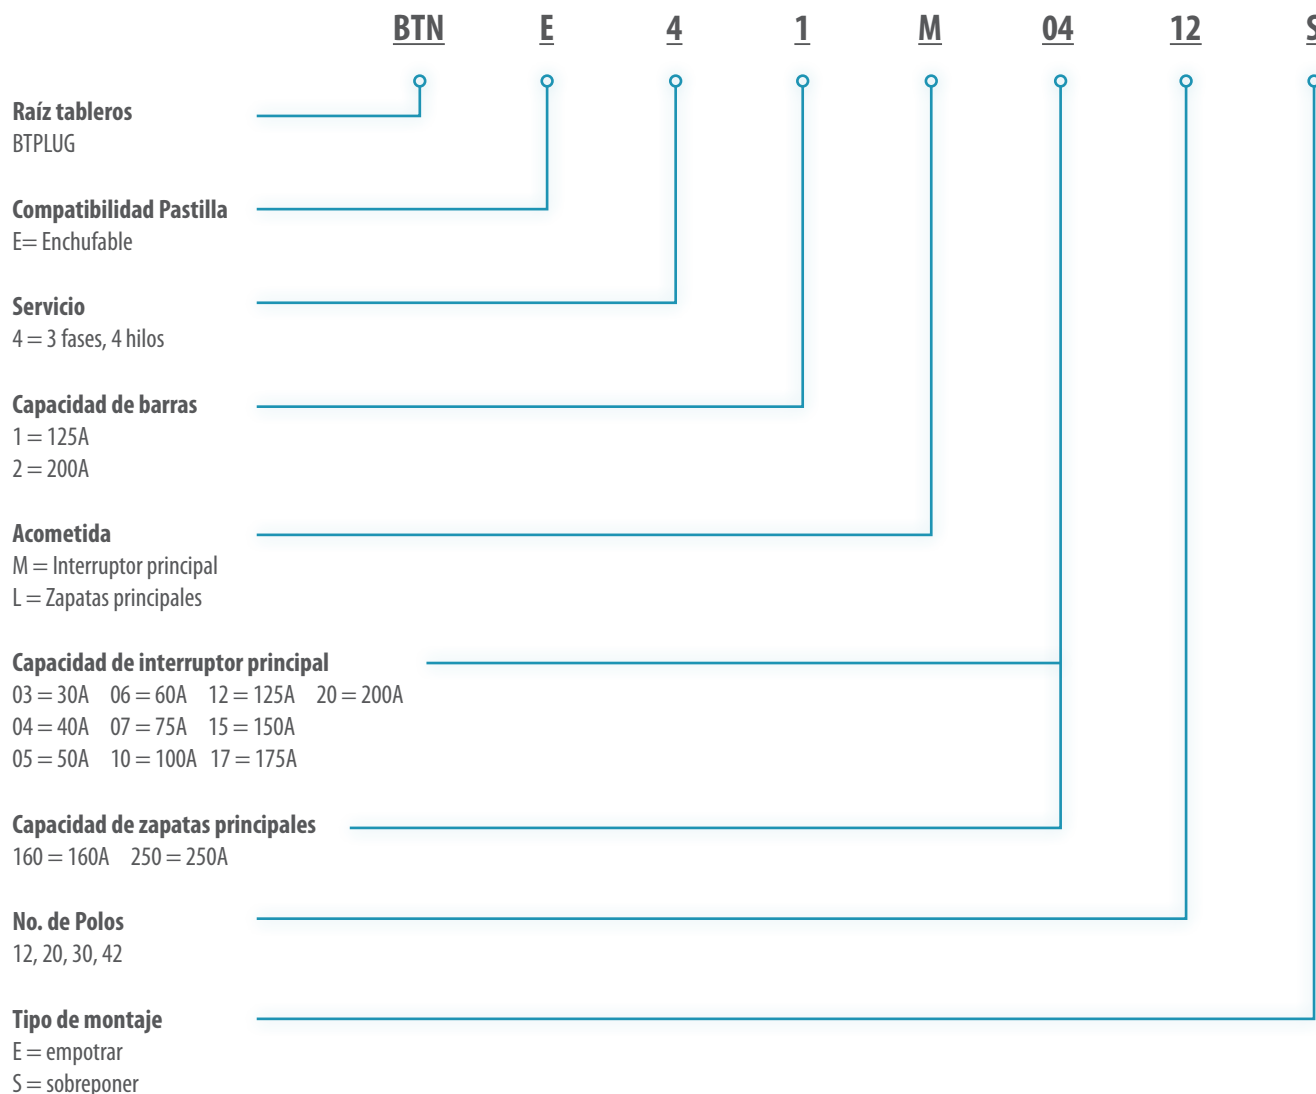 BTN E 4 1 M 04 12 S
Raíz tableros
BTPLUG
Compatibilidad Pastilla
E= Enchufable
Servicio
4 = 3 fases, 4 hilos
Capacidad de barras
1 = 125A
2 = 200A
Acometida
M = Interruptor principal
L = Zapatas principales
Capacidad de interruptor principal
03 = 30A 06 = 60A 12 = 125A 20 = 200A
04 = 40A 07 = 75A 15 = 150A
05 = 50A 10 = 100A 17 = 175A
Capacidad de zapatas principales
160 = 160A 250 = 250A
No. de Polos
12, 20, 30, 42
Tipo de montaje
E = empotrar
S = sobreponer